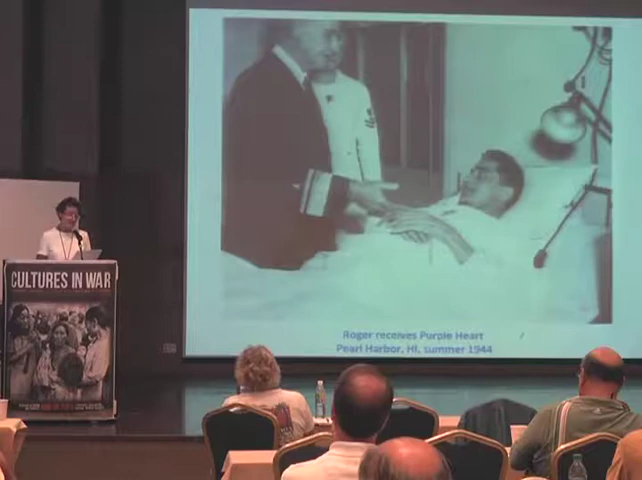 Roger receives Purple Heart
Pearl Harbor, HI, summer 1944
CULTURES IN WAR